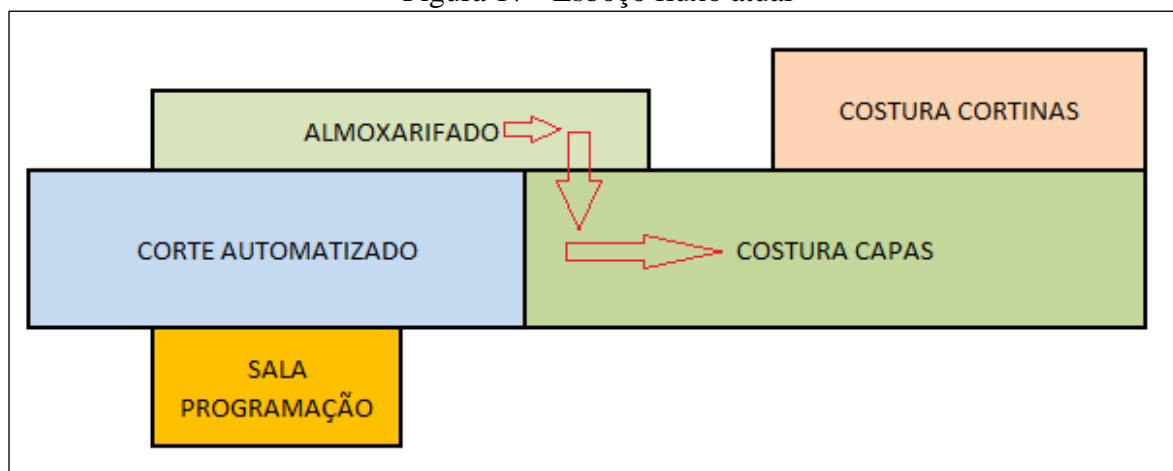 ALMOXARIFADO
COSTURA CORTINAS
CORTE AUTOMATIZADO
COSTURA CAPAS
SALA
PROGRAMAÇÃO